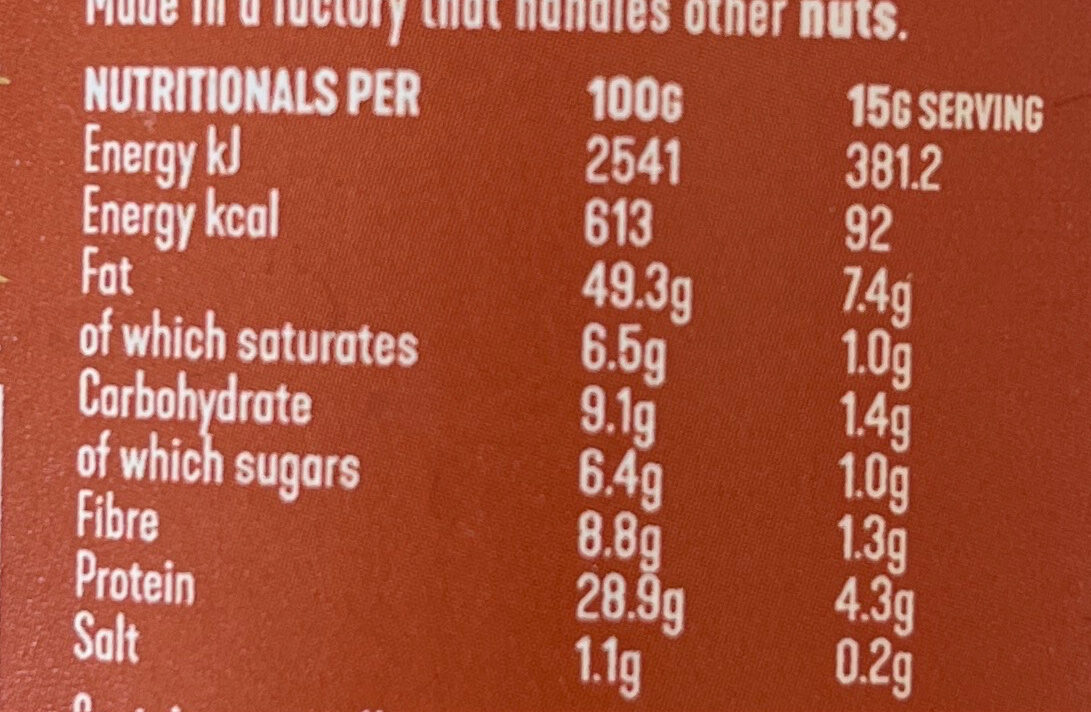 Made in a factory that handles other nuts.
NUTRITIONALS PER 100G 15G SERVING
Energy kJ 2541 381.2
Energy kcal 613 92
Fat 49.3g 7.4g
of which saturates 6.5g 1.0g
Carbohydrate 9.1g 1.4g
of which sugars 6.4g 1.0g
Fibre 8.8g 1.3g
Protein 28.9g 4.3g
Salt 1.1g 0.2g